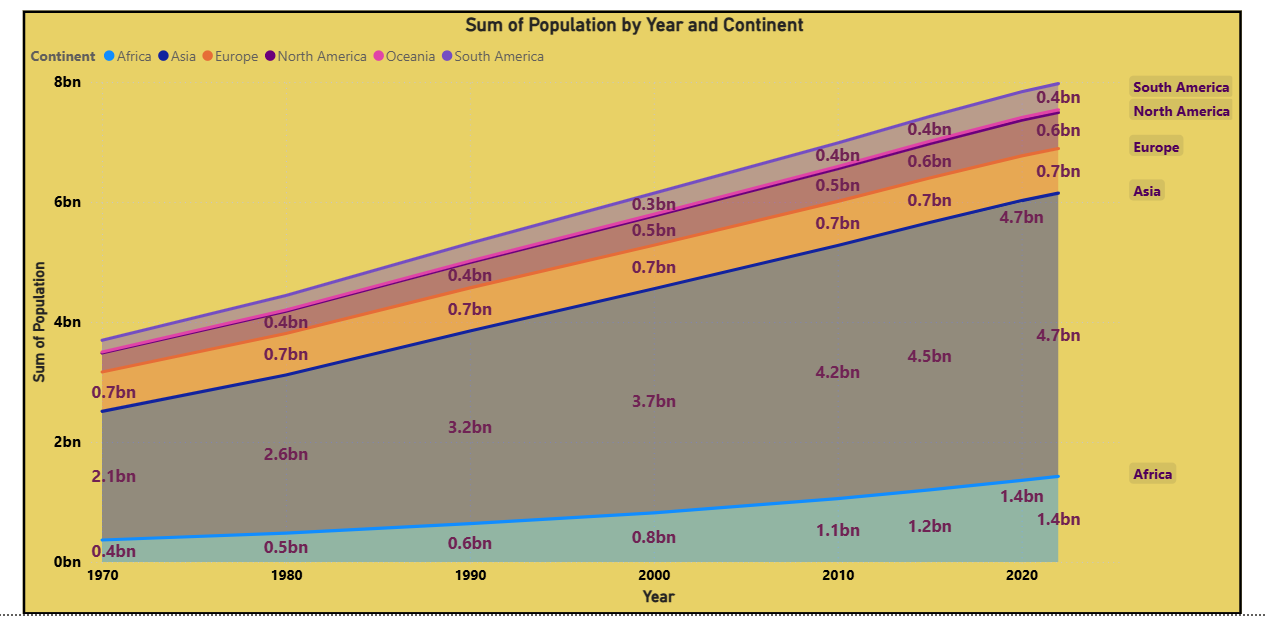 Sum of Population by Year and Continent
Continent Africa Asia Europe North America Oceania South America
8bn
6bn
4bn
2bn
0bn
Sum of Population
0.4bn
0.6bn
0.7bn
4.7bn
4.7bn
1.4bn
1.4bn
0.4bn
0.6bn
0.7bn
4.5bn
1.2bn
0.4bn
0.5bn
0.7bn
4.2bn
1.1bn
0.3bn
0.5bn
0.7bn
3.7bn
0.8bn
0.4bn
0.7bn
3.2bn
0.6bn
0.4bn
0.7bn
2.6bn
0.5bn
0.7bn
2.1bn
0.4bn
South America
North America
Europe
Asia
Africa
1970 1980 1990 2000 2010 2020
Year